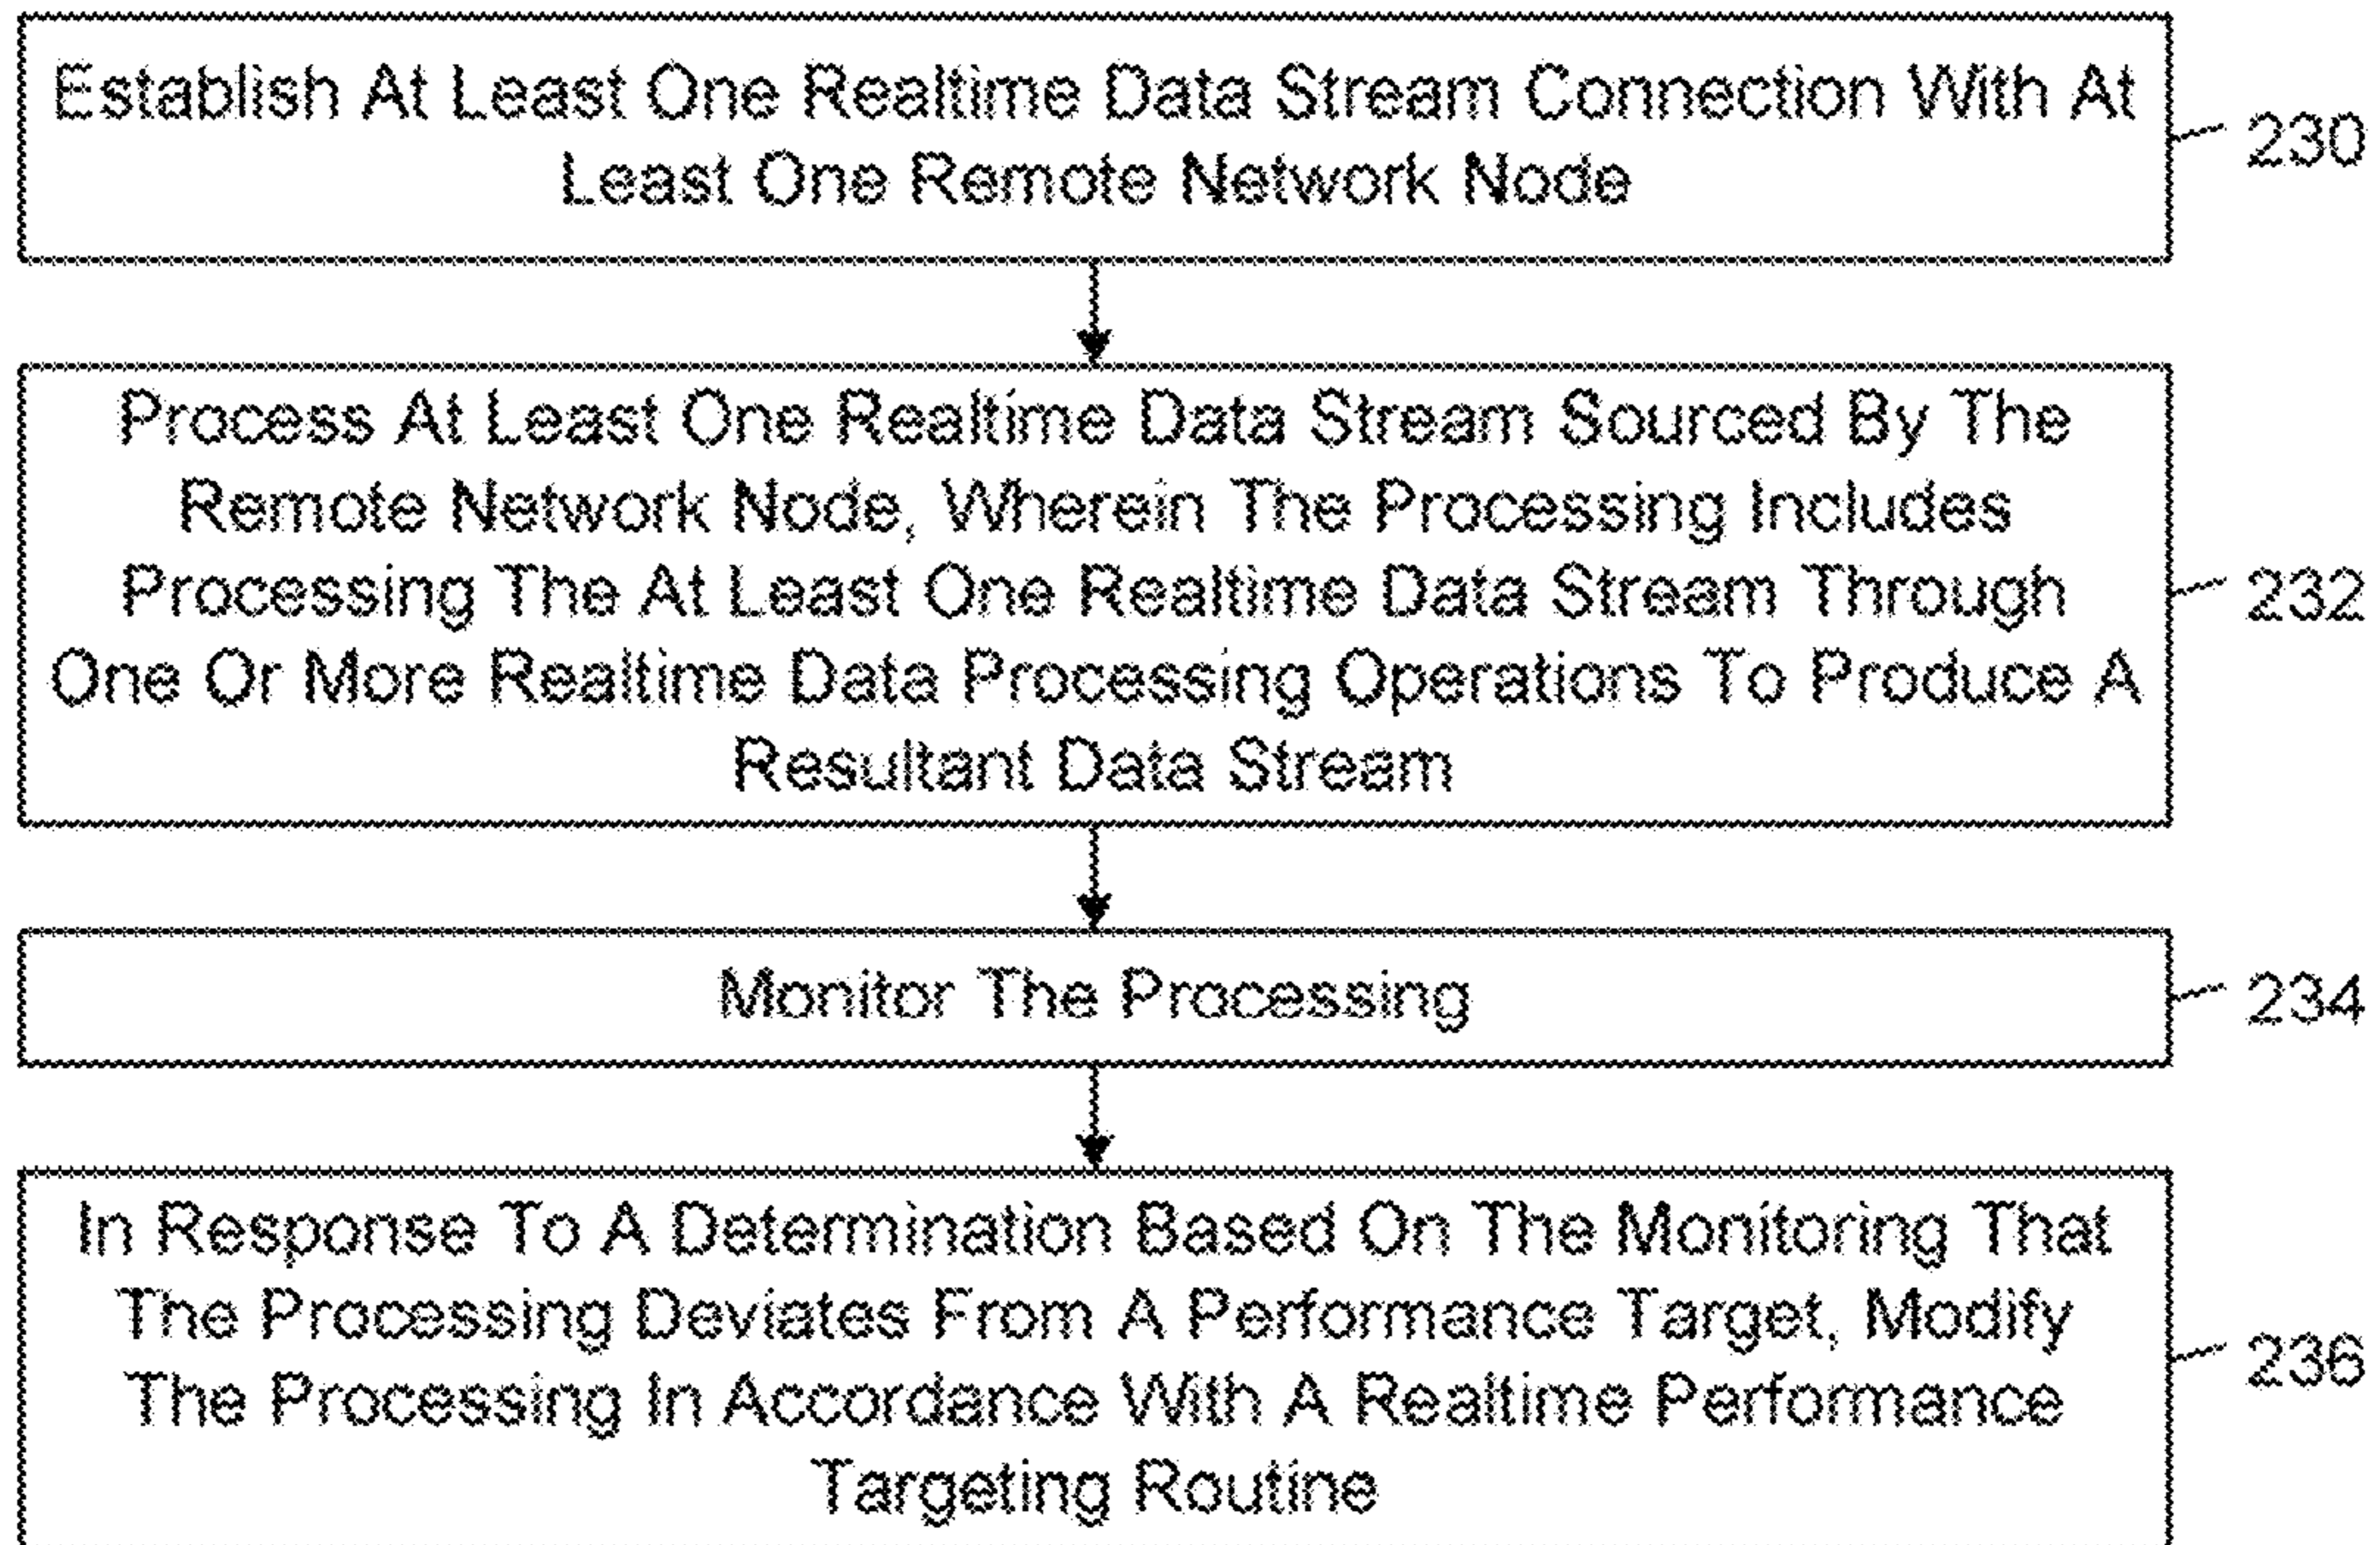 Establish At Least One Realtime Data Stream Connection With At
Least One Remote Network Node
230
Process At Least One Realtime Data Stream Sourced By The
Remote Network Node, Wherein The Processing Includes
Processing The At Least One Realtime Data Stream Through
One Or More Realtime Data Processing Operations To Produce A
Resultant Data Stream
232
Monitor The Processing
234
In Response To A Determination Based On The Monitoring That
The Processing Deviates From A Performance Target, Modify
The Processing In Accordance With A Realtime Performance
Targeting Routine
236